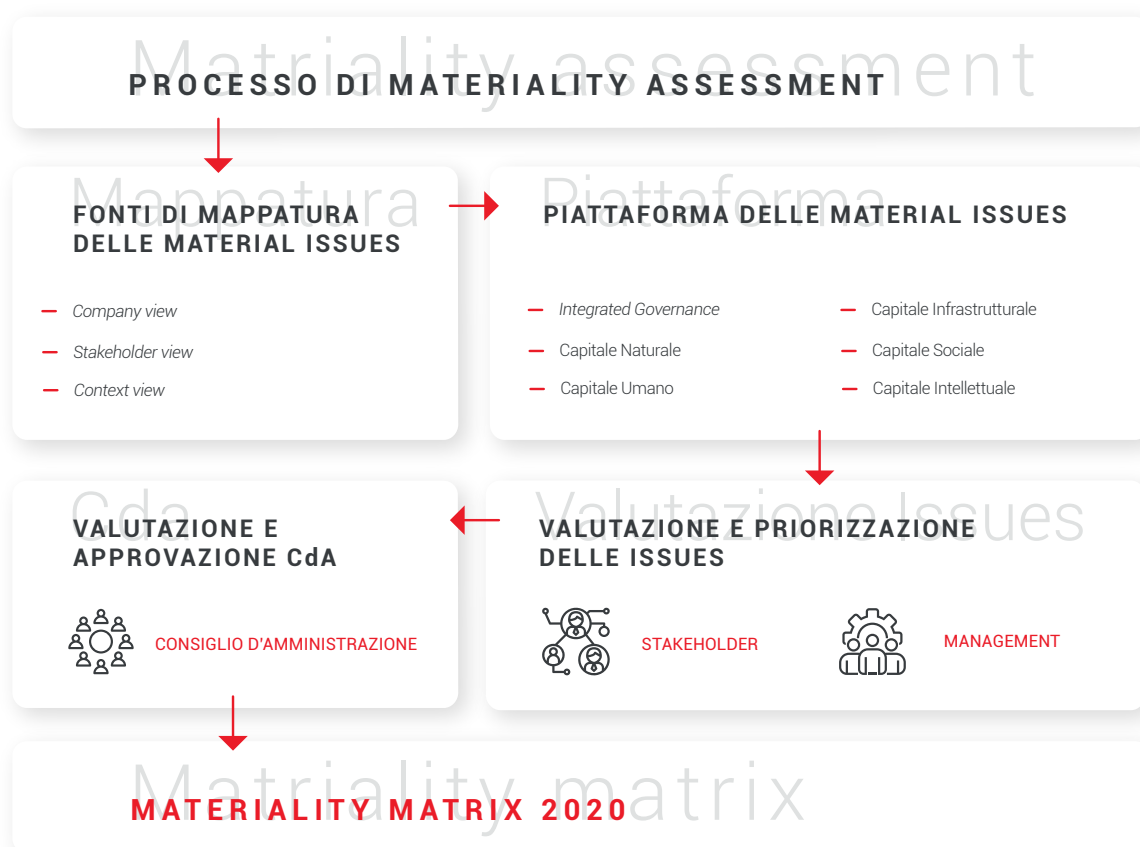 Matriality assessment
PROCESSO DI MATERIALITY ASSESSMENT
Mappatura
FONTI DI MAPPATURA
DELLE MATERIAL ISSUES
Company view
Stakeholder view
Context view
Piattaforma
PIATTAFORMA DELLE MATERIAL ISSUES
Integrated Governance
Capitale Naturale
Capitale Umano
Capitale Infrastrutturale
Capitale Sociale
Capitale Intellettuale
Valutazione Issues
VALUTAZIONE E PRIORIZZAZIONE
DELLE ISSUES
STAKEHOLDER
MANAGEMENT
Cda
VALUTAZIONE E
APPROVAZIONE CdA
CONSIGLIO D'AMMINISTRAZIONE
Matriality matrix
MATERIALITY MATRIX 2020